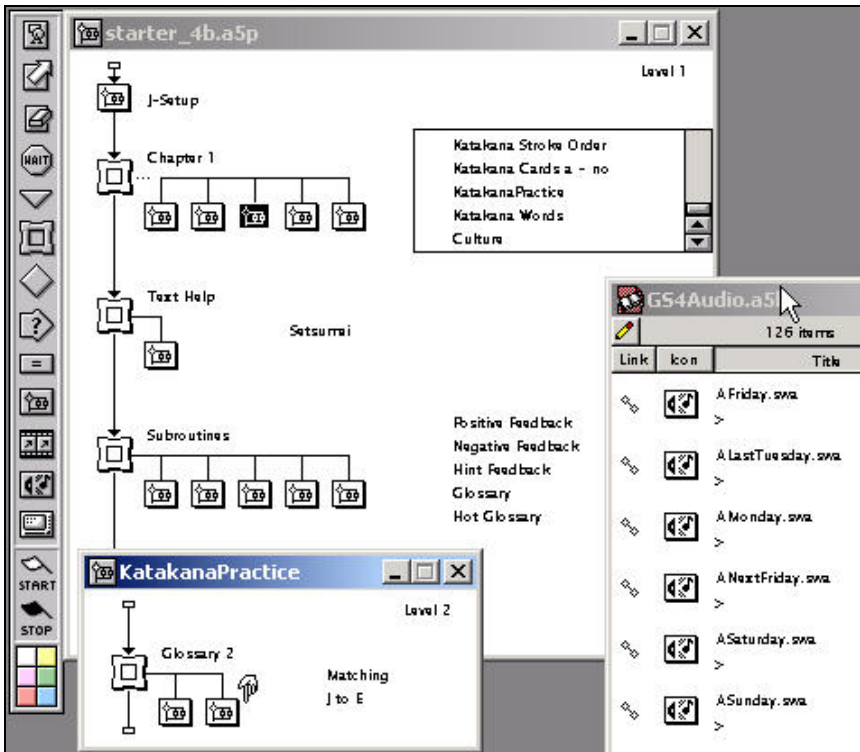 starter_4b.a5p
Level 1
J-Setup
Chapter 1
Katakana Stroke Order
Katakana Cards a - no
KatakanaPractice
Katakana Words
Culture
Text Help
Setsumei
Subroutines
Positive Feedback
Negative Feedback
Hint Feedback
Glossary
Hot Glossary
WAIT
?
=
START
STOP
KatakanaPractice
Level 2
Glossary 2
Matching
J to E
126 items
Link Icon Title
AFriday.swa
>
ALastTuesday.swa
>
AMonday.swa
>
ANextFriday.swa
>
ASaturday.swa
>
ASunday.swa
>